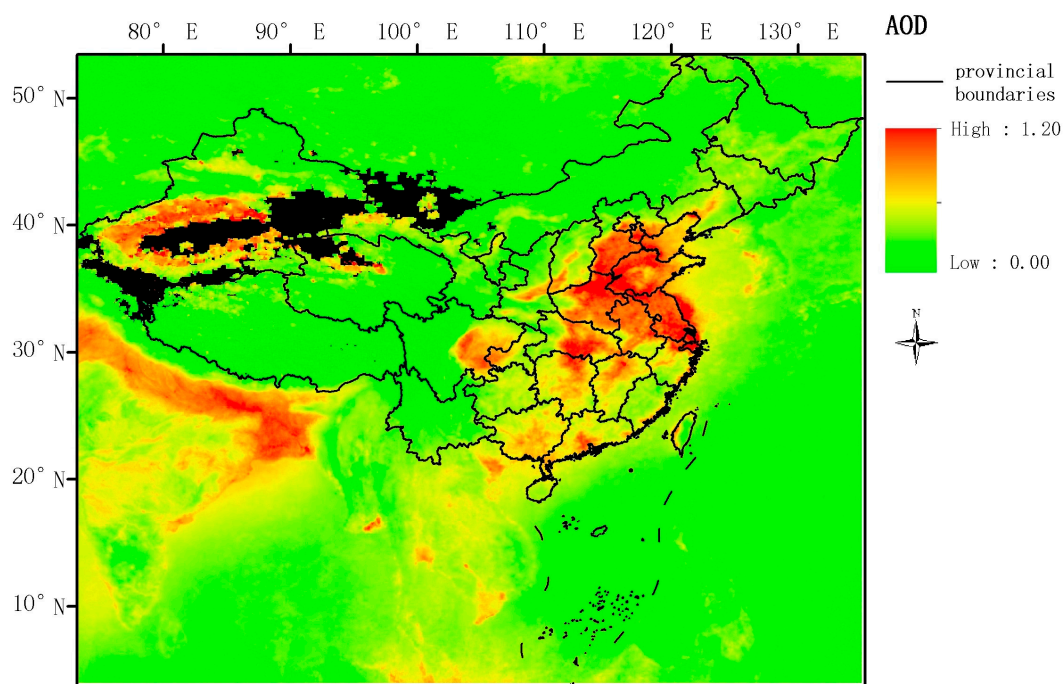 AOD
80° E 90° E 100° E 110° E 120° E 130° E
provincial
boundaries
50° N
High : 1.20
40° N
Low : 0.00
N
30° N
20° N
10° N